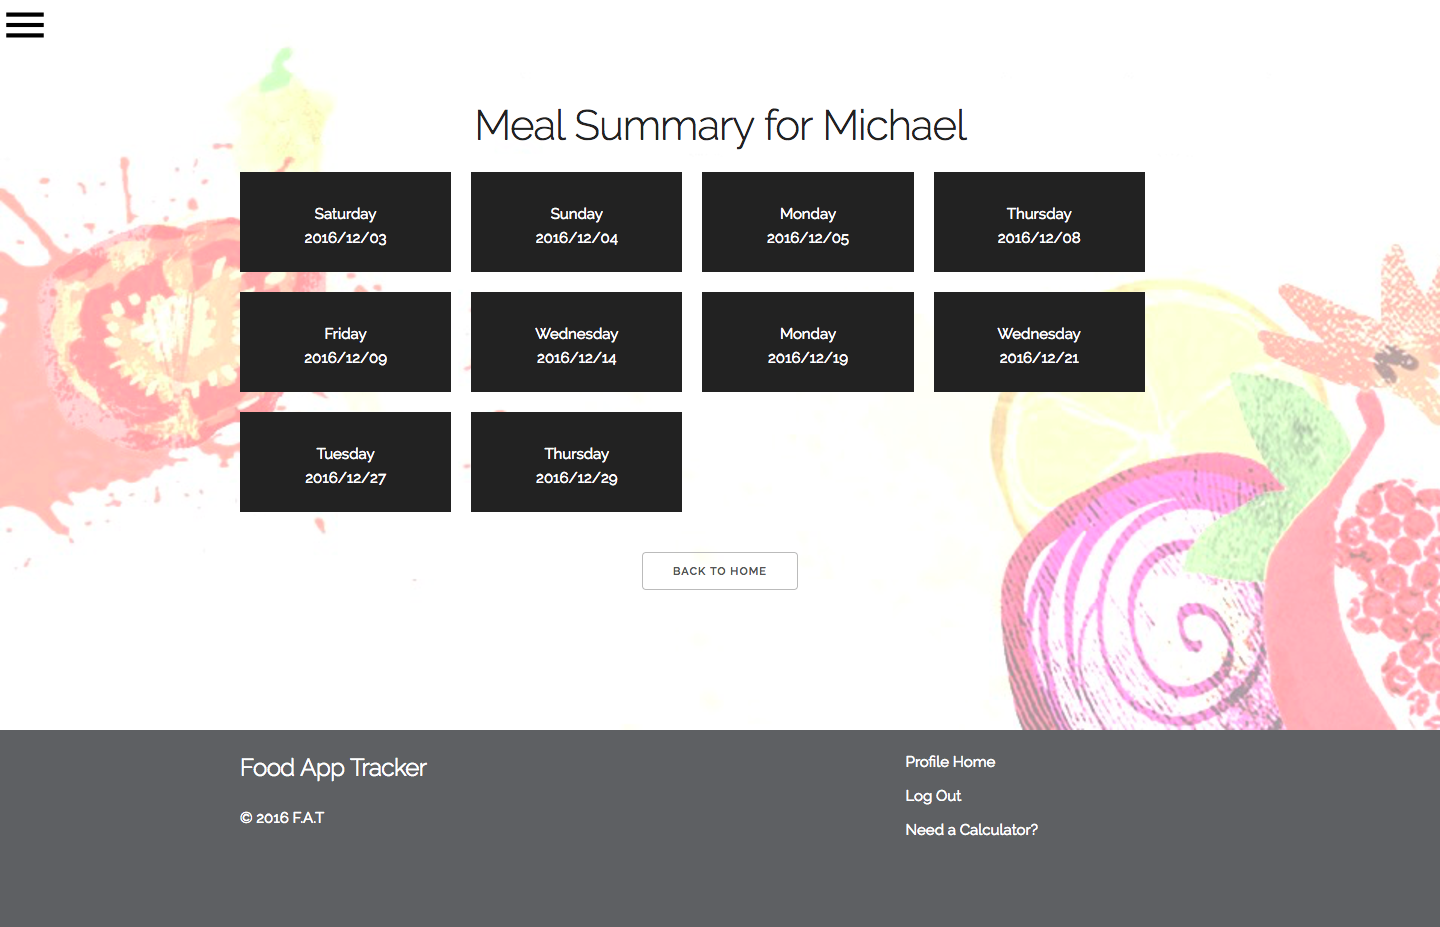 Meal Summary for Michael
Saturday
2016/12/03
Sunday
2016/12/04
Monday
2016/12/05
Thursday
2016/12/08
Friday
2016/12/09
Wednesday
2016/12/14
Monday
2016/12/19
Wednesday
2016/12/21
Tuesday
2016/12/27
Thursday
2016/12/29
BACK TO HOME
Food App Tracker
© 2016 F.A.T
Profile Home
Log Out
Need a Calculator?